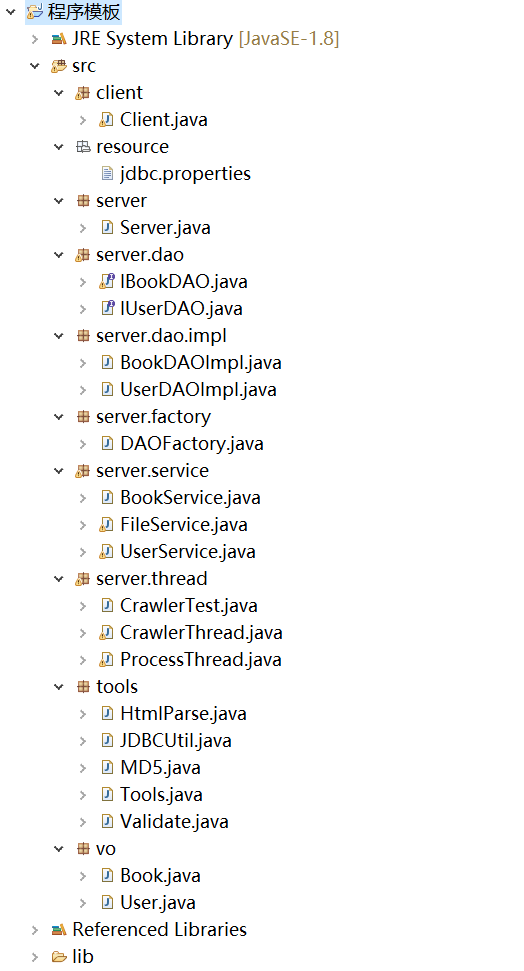 程序模板
JRE System Library [JavaSE-1.8]
src
client
Client.java
resource
jdbc.properties
server
Server.java
server.dao
IBookDAO.java
IUserDAO.java
server.dao.impl
BookDAOImpl.java
UserDAOImpl.java
server.factory
DAOFactory.java
server.service
BookService.java
FileService.java
UserService.java
server.thread
CrawlerTest.java
CrawlerThread.java
ProcessThread.java
tools
HtmlParse.java
JDBCUtil.java
MD5.java
Tools.java
Validate.java
vo
Book.java
User.java
Referenced Libraries
lib